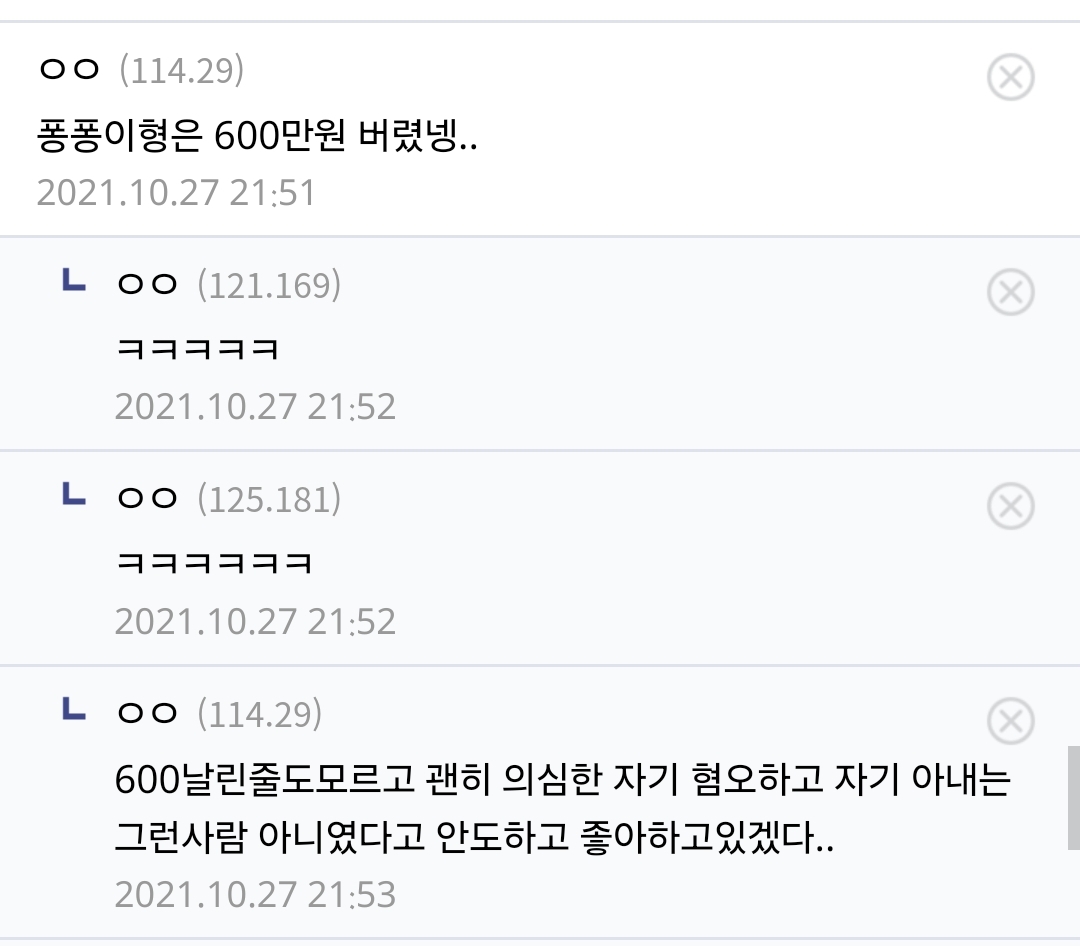 ㅇㅇ (114.29)
퐁퐁이형은 600만원 버렸넹..
2021.10.27 21:51
ㅇㅇ (121.169)
ㅋㅋㅋㅋㅋ
2021.10.27 21:52
ㅇㅇ (125.181)
ㅋㅋㅋㅋㅋㅋ
2021.10.27 21:52
ㅇㅇ (114.29)
600날린줄도모르고 괜히 의심한 자기 혐오하고 자기 아내는
그런사람 아니였다고 안도하고 좋아하고있겠다..
2021.10.27 21:53